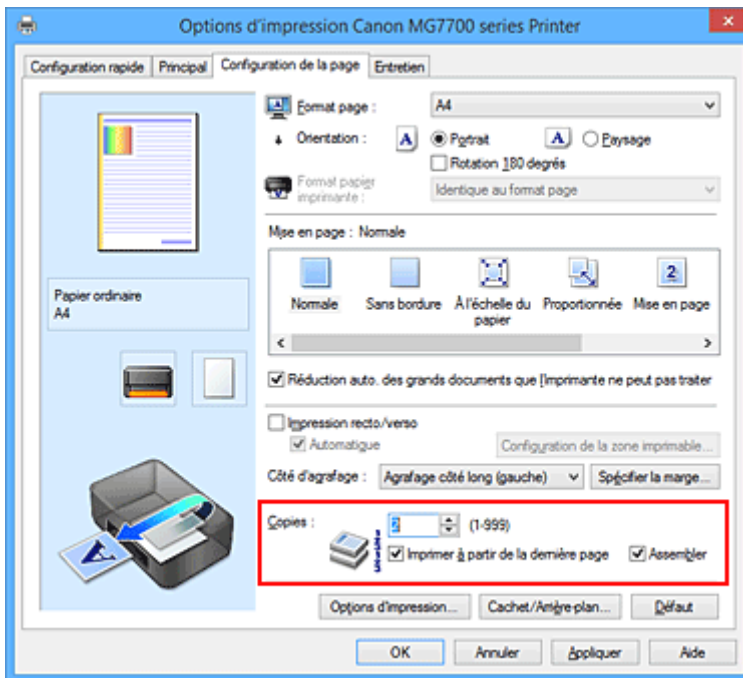 Options d'impression Canon MG7700 series Printer
Configuration rapide Principal Configuration de la page Entretien
Format page : A4
Orientation : A Portrait A Paysage
Rotation 180 degrés
Format papier imprimante : Identique au format page
Mise en page : Normale
2
Normale Sans bordure À l'échelle du papier Proportionnée Mise en page
Papier ordinaire
A4
Réduction auto. des grands documents que l'imprimante ne peut pas traiter
Impression recto/verso
Automatique Configuration de la zone imprimable...
Côté d'agrafage : Agrafage côté long (gauche) Spécifier la marge...
Copies : 2 (1-999)
Imprimer à partir de la dernière page Assembler
Options d'impression... Cachet/Arrière-plan... Défaut
OK Annuler Appliquer Aide